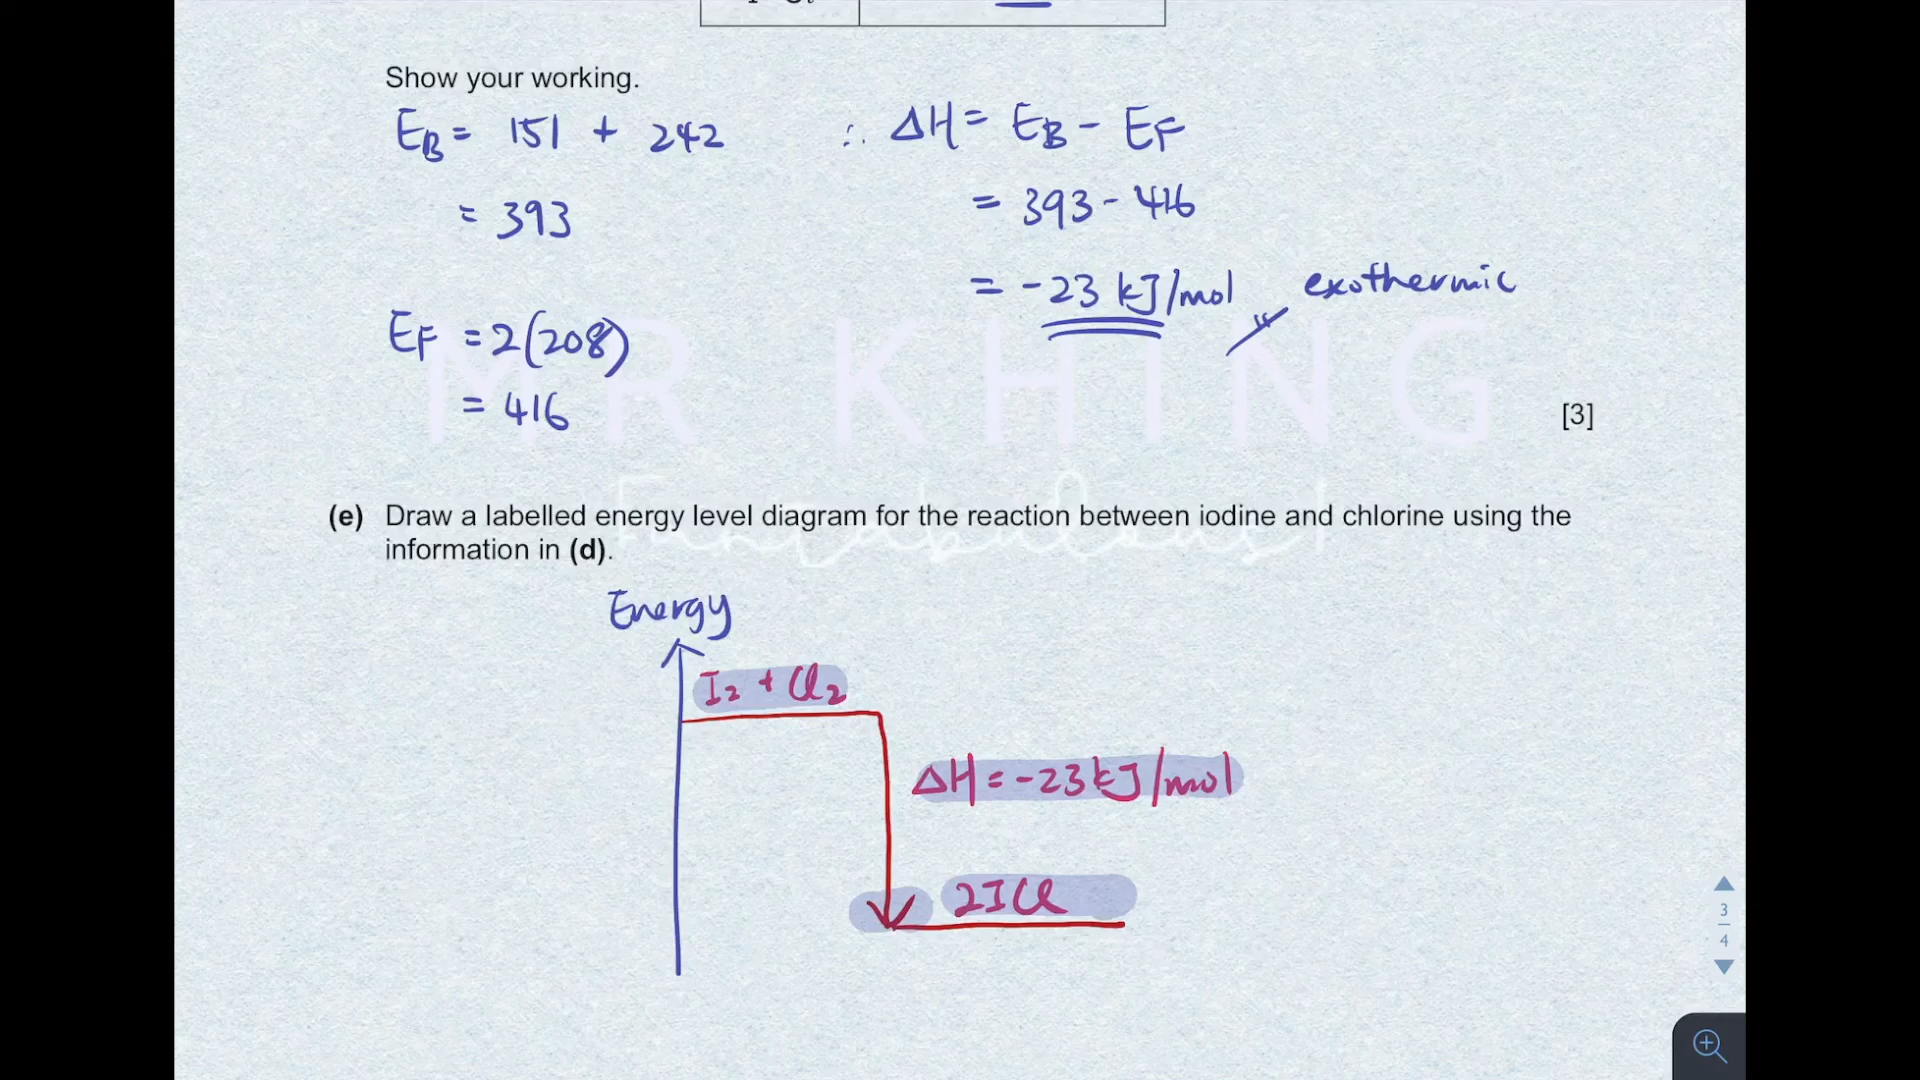 Show your working.
E_B = 151 + 242
= 393
E_F = 2(208)
= 416
∴ ΔH = E_B - E_F
= 393 - 416
= -23 kJ/mol exothermic
[3]
MR KHING
(e) Draw a labelled energy level diagram for the reaction between iodine and chlorine using the
information in (d).
Energy
I₂ + Cl₂
ΔH = -23 kJ/mol
2ICl
3
4